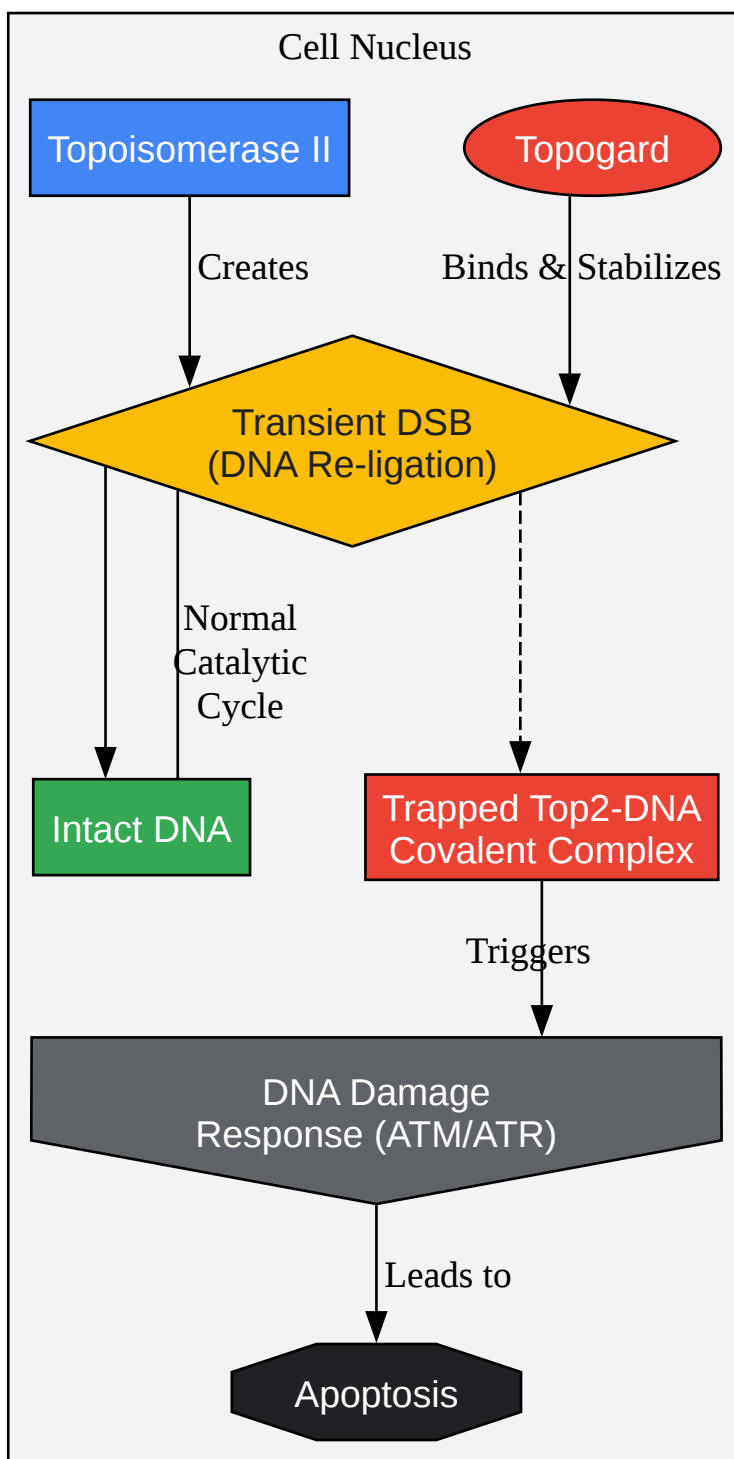 Cell Nucleus
Topoisomerase II
Topogard
Creates
Binds & Stabilizes
Transient DSB
(DNA Re-ligation)
Normal
Catalytic
Cycle
Intact DNA
Trapped Top2-DNA
Covalent Complex
Triggers
DNA Damage
Response (ATM/ATR)
Leads to
Apoptosis